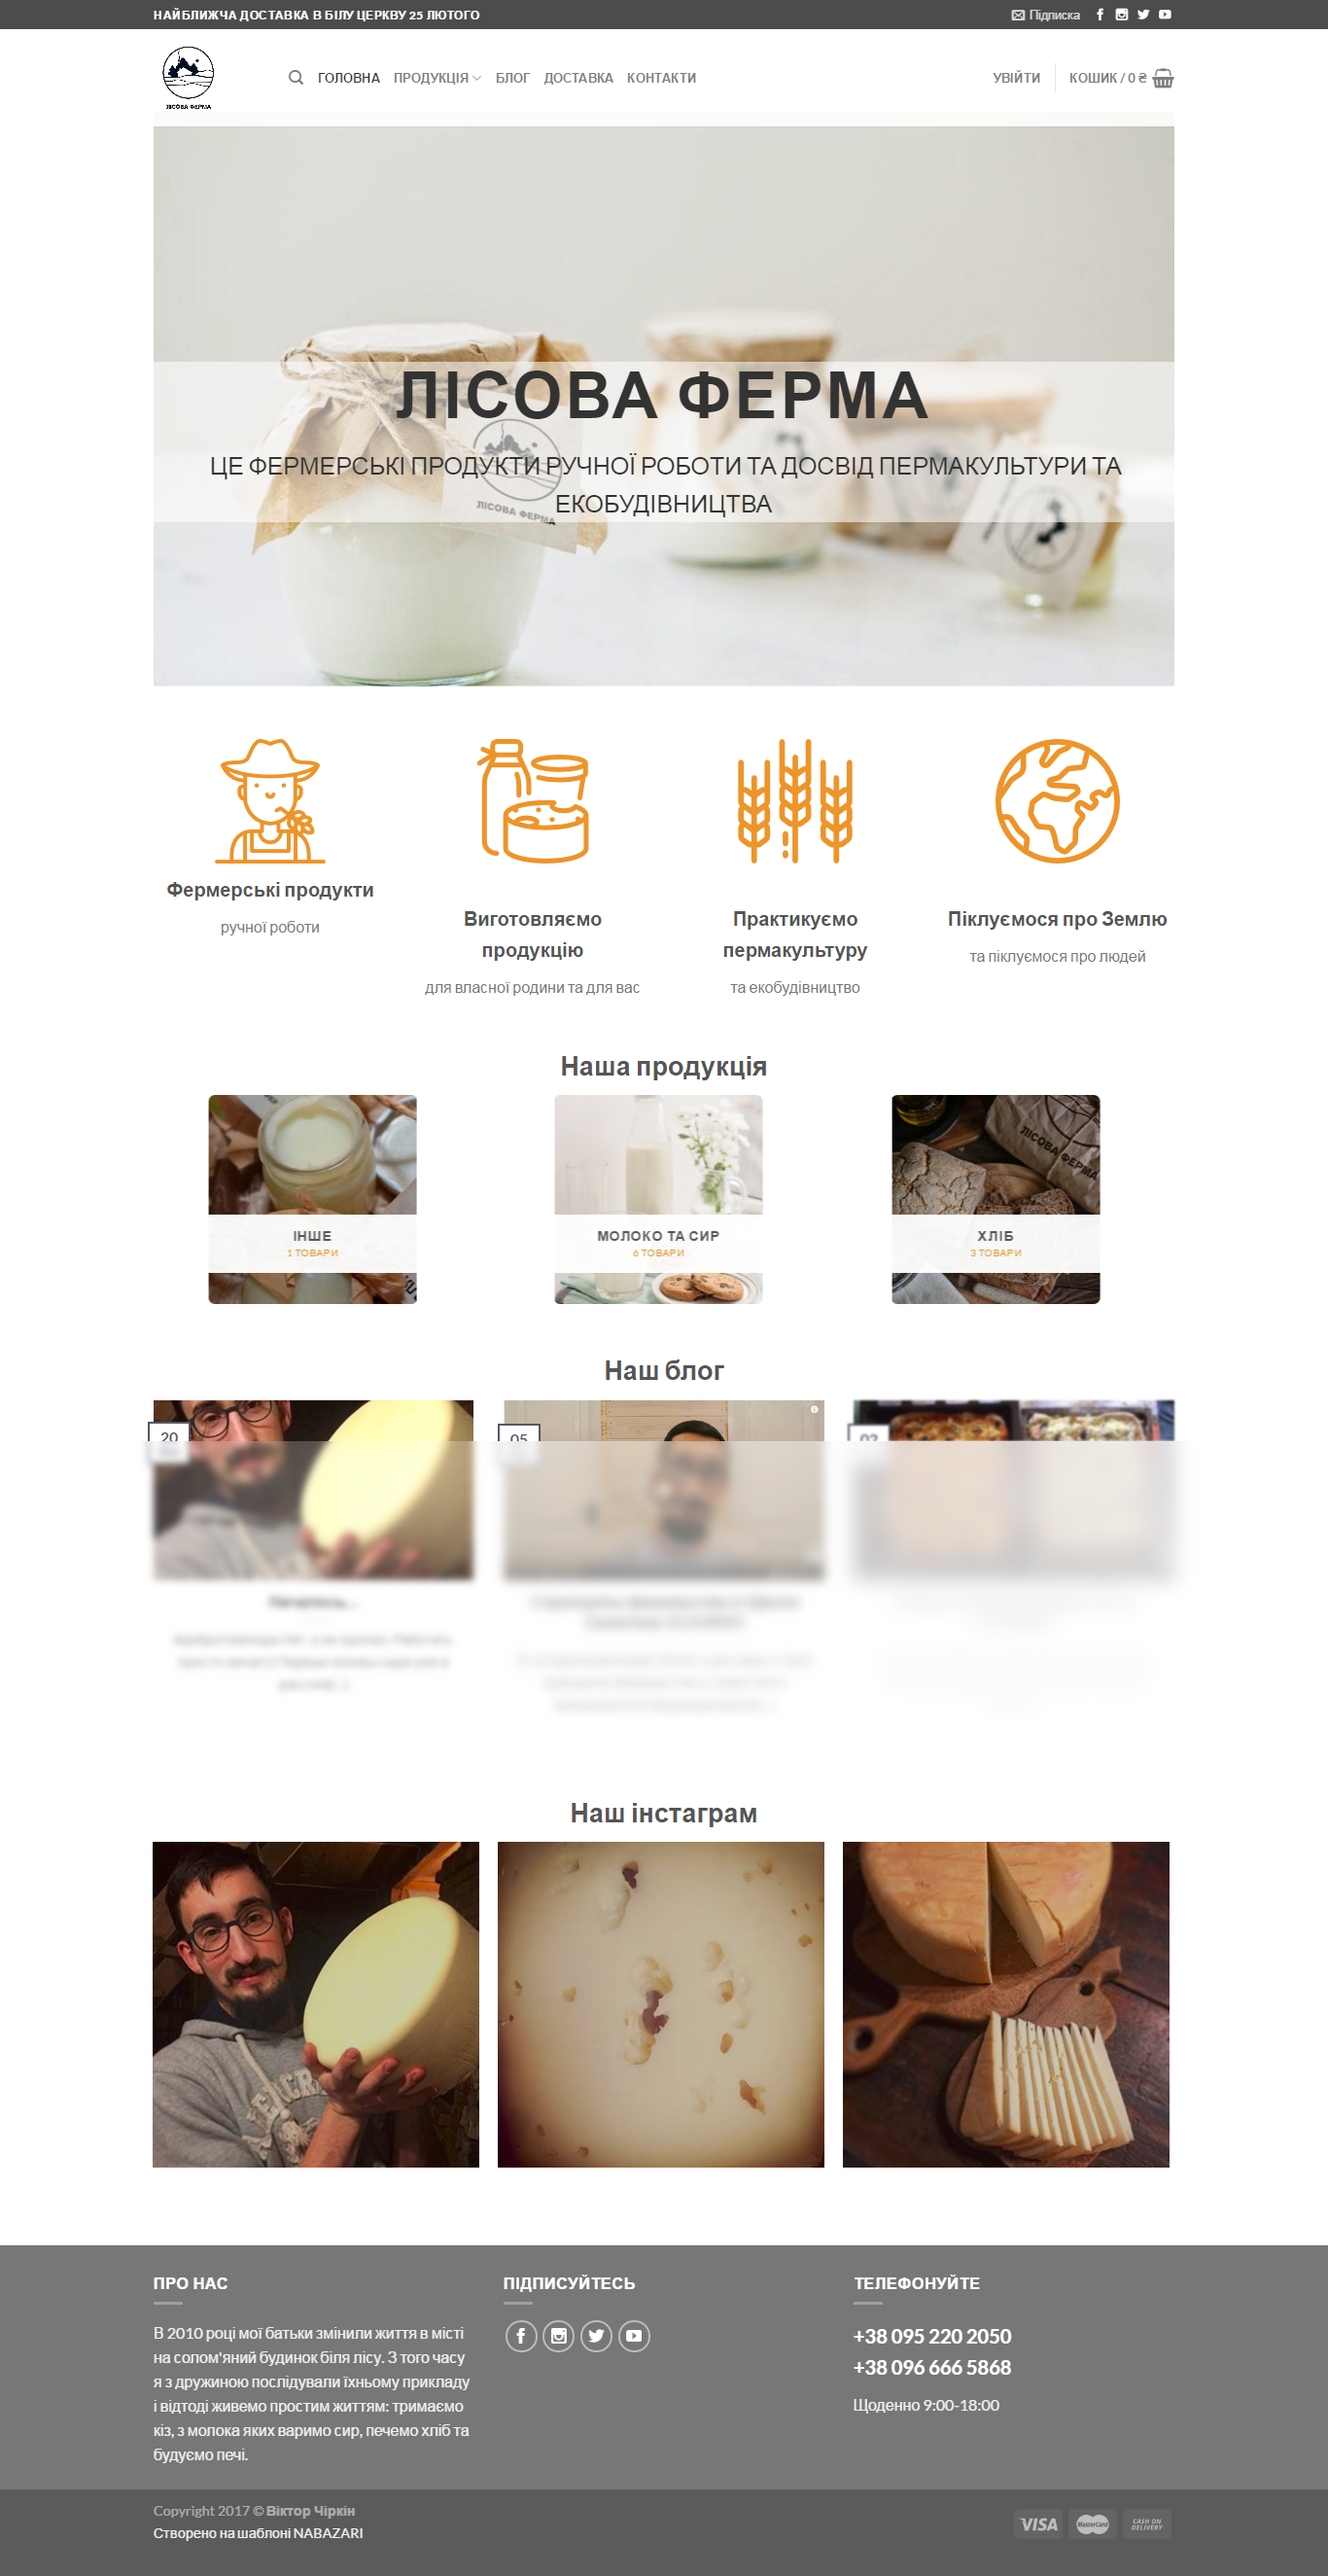 НАЙБЛИЖЧА ДОСТАВКА В БІЛУ ЦЕРКВУ 25 ЛЮТОГО
Підписка
ЛІСОВА ФЕРМА
ГОЛОВНА ПРОДУКЦІЯ БЛОГ ДОСТАВКА КОНТАКТИ
УВІЙТИ КОШИК / 0 ₴
ЛІСОВА ФЕРМА
ЦЕ ФЕРМЕРСЬКІ ПРОДУКТИ РУЧНОЇ РОБОТИ ТА ДОСВІД ПЕРМАКУЛЬТУРИ ТА
ЕКОБУДІВНИЦТВА
ЛІСОВА ФЕРМА
Фермерські продукти
ручної роботи
Виготовляємо
продукцію
для власної родини та для вас
Практикуємо
пермакультуру
та екобудівництво
Піклуємося про Землю
та піклуємося про людей
Наша продукція
ІНШЕ
1 ТОВАРИ
МОЛОКО ТА СИР
6 ТОВАРИ
ЛІСОВА ФЕРМА
ХЛІБ
3 ТОВАРИ
Наш блог
20
05
Наш інстаграм
ПРО НАС
В 2010 році мої батьки змінили життя в місті
на солом'яний будинок біля лісу. З того часу
я з дружиною послідували їхньому прикладу
і відтоді живемо простим життям: тримаємо
кіз, з молока яких варимо сир, печемо хліб та
будуємо печі.
ПІДПИСУЙТЕСЬ
ТЕЛЕФОНУЙТЕ
+38 095 220 2050
+38 096 666 5868
Щоденно 9:00-18:00
Copyright 2017 © Віктор Чіркін
Створено на шаблоні NABAZARI
VISA
MasterCard
CASH ON
DELIVERY